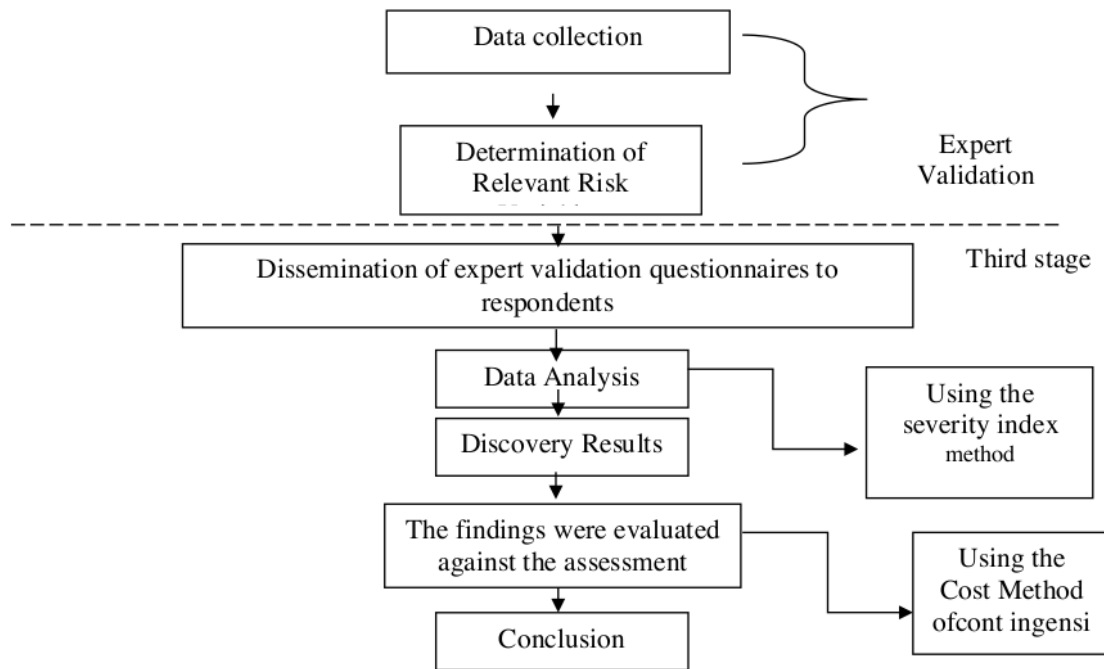 Data collection
Determination of
Relevant Risk
Expert
Validation
Third stage
Dissemination of expert validation questionnaires to
respondents
Data Analysis
Using the
severity index
method
Discovery Results
The findings were evaluated
against the assessment
Using the
Cost Method
ofcont ingensi
Conclusion